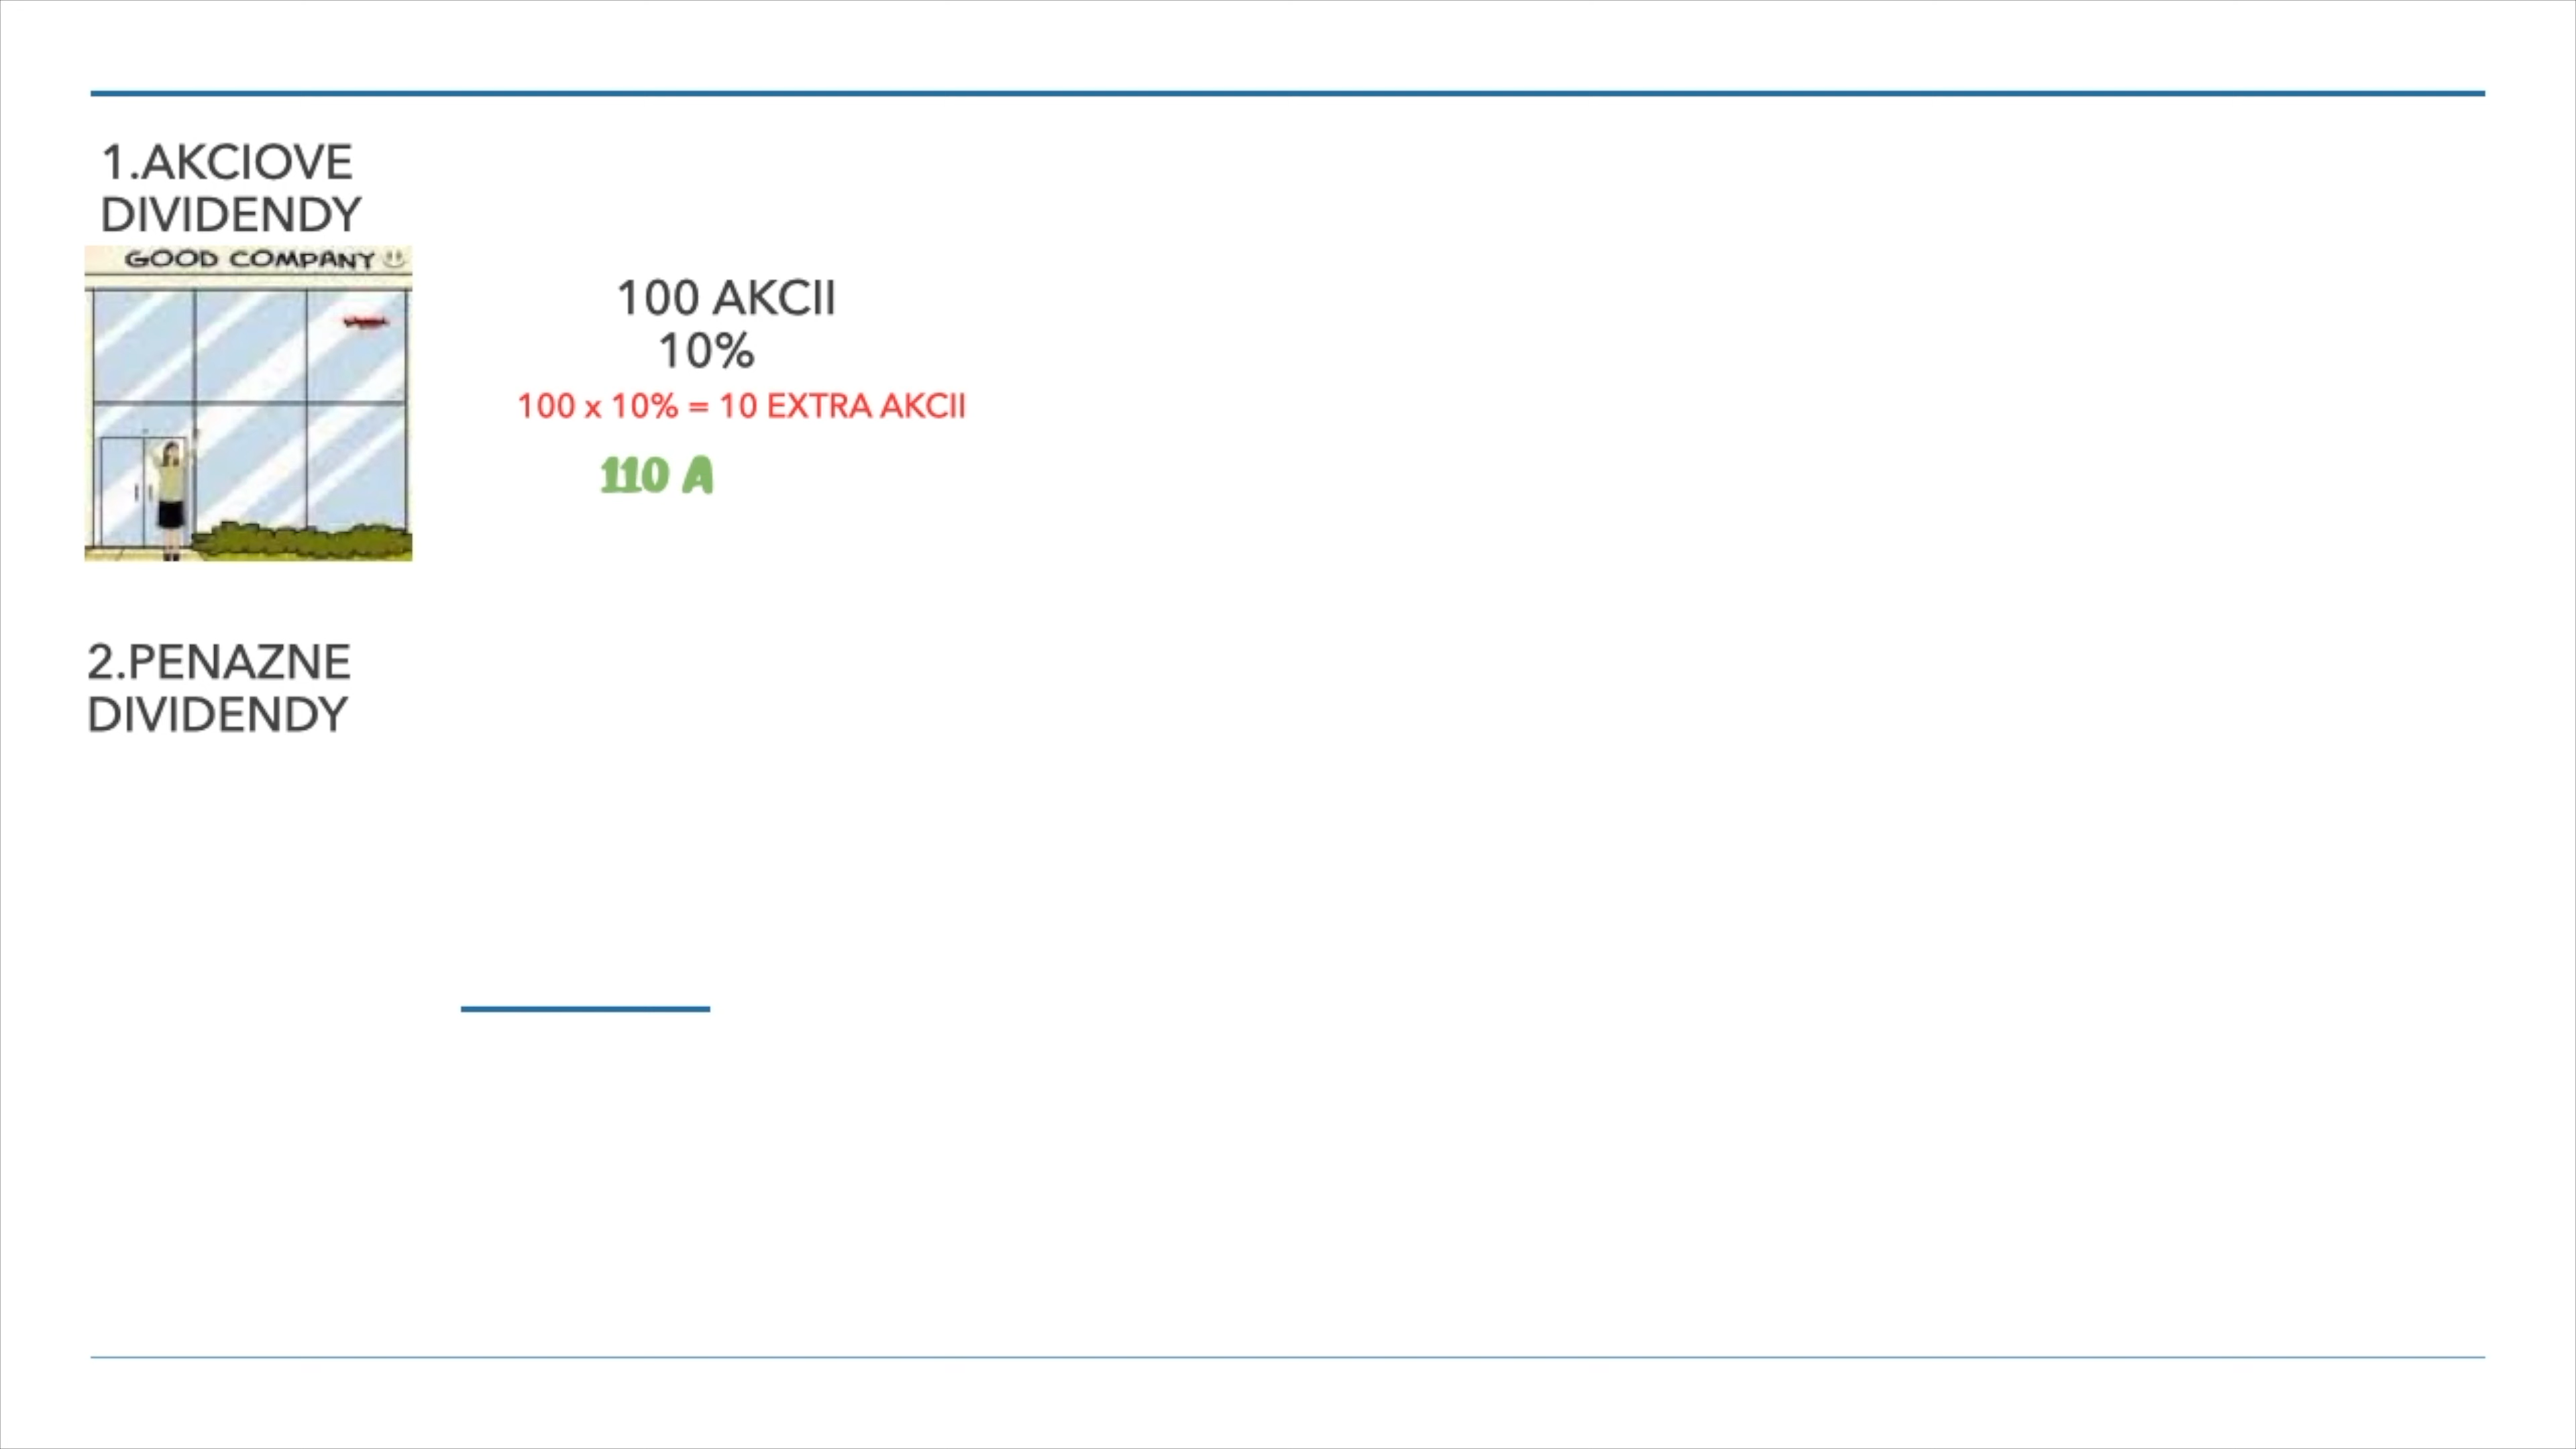 1.AKCIOVE
DIVIDENDY
GOOD COMPANY
100 AKCII
10%
100 x 10% = 10 EXTRA AKCII
110 A
2.PENAZNE
DIVIDENDY